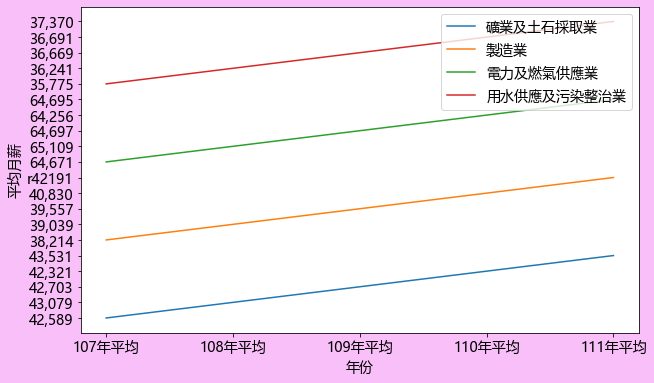 37,370
36,691
36,669
36,241
35,775
64,695
64,256
64,697
65,109
64,671
r42191
40,830
39,557
39,039
38,214
43,531
42,321
42,703
43,079
42,589
平均月薪
礦業及土石採取業
製造業
電力及燃氣供應業
用水供應及污染整治業
107年平均 108年平均 109年平均 110年平均 111年平均
年份